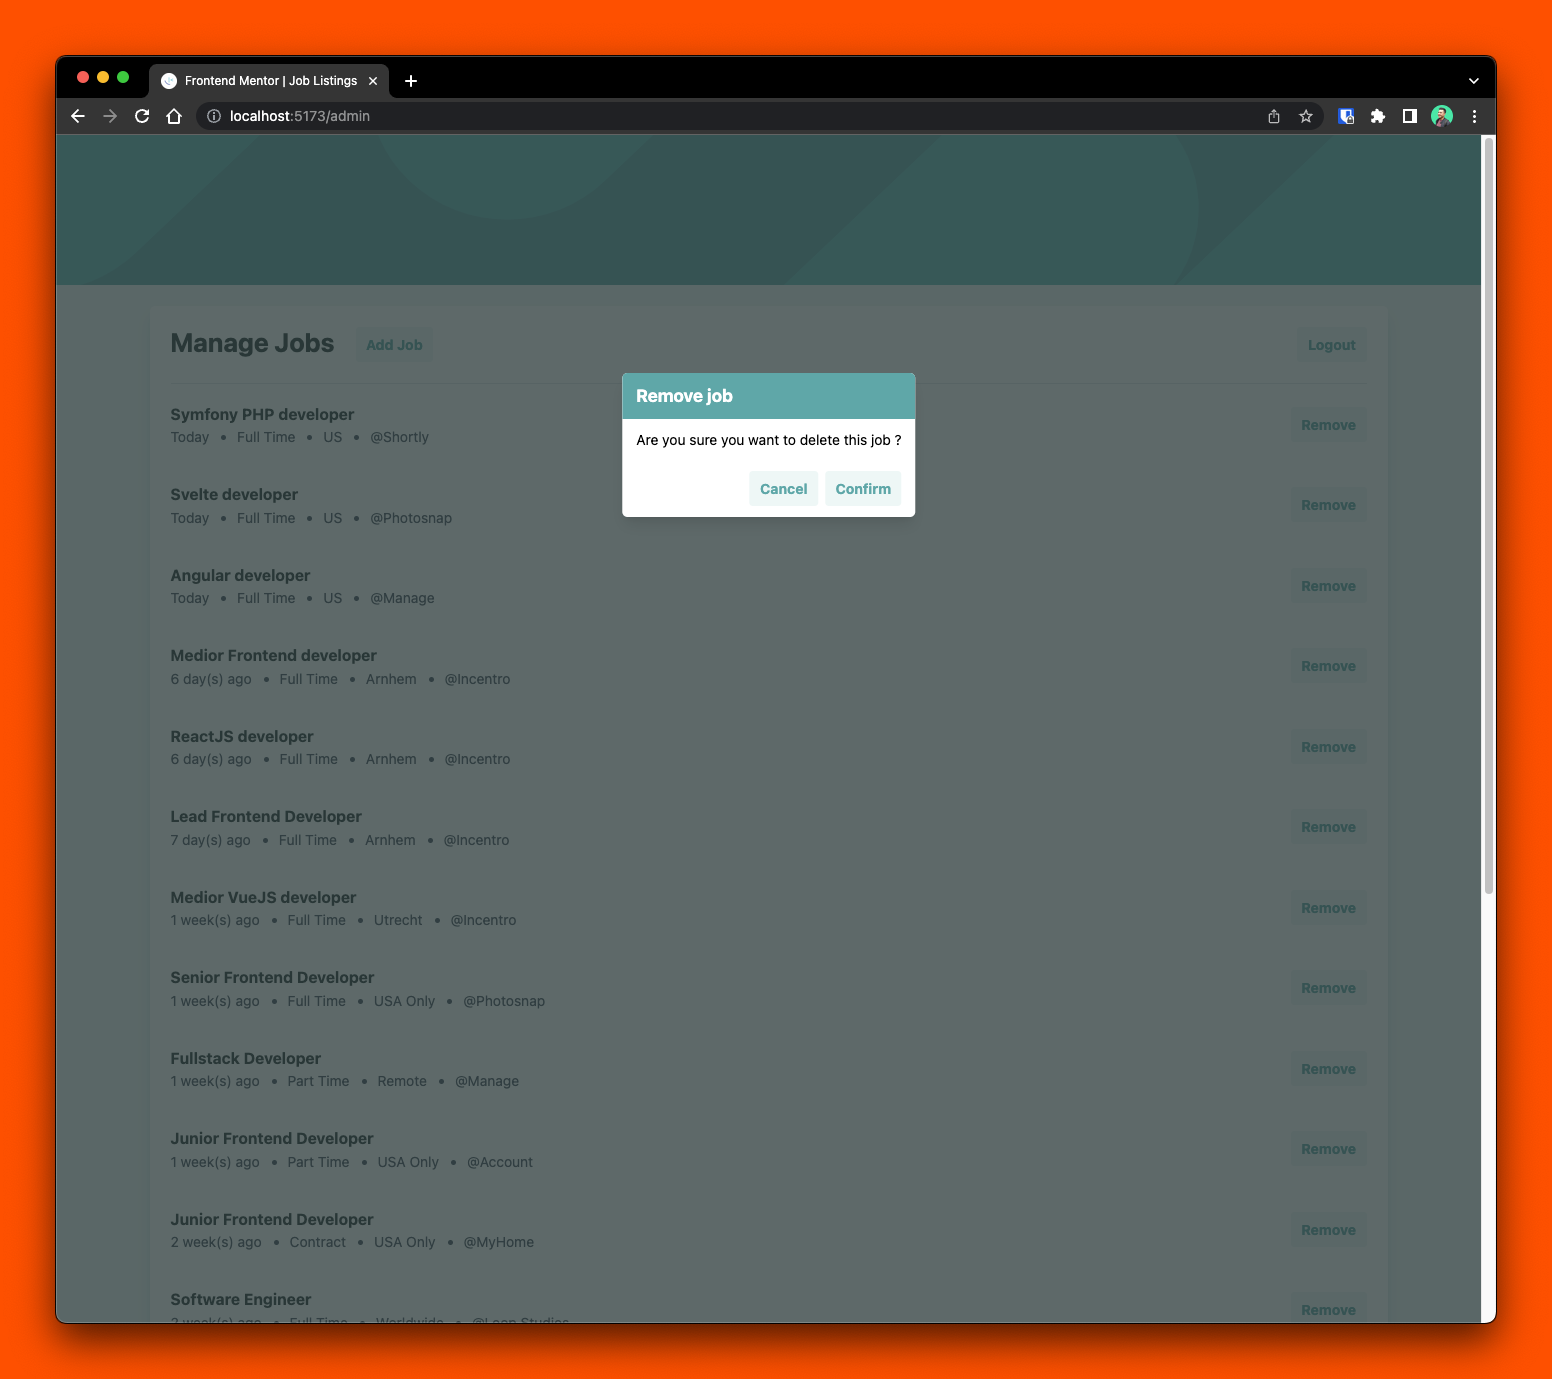 Frontend Mentor | Job Listings
localhost:5173/admin
Manage Jobs
Add Job
Logout
Remove job
Are you sure you want to delete this job ?
Cancel
Confirm
Symfony PHP developer
Today • Full Time • US • @Shortly
Remove
Svelte developer
Today • Full Time • US • @Photosnap
Remove
Angular developer
Today • Full Time • US • @Manage
Remove
Medior Frontend developer
6 day(s) ago • Full Time • Arnhem • @Incentro
Remove
ReactJS developer
6 day(s) ago • Full Time • Arnhem • @Incentro
Remove
Lead Frontend Developer
7 day(s) ago • Full Time • Arnhem • @Incentro
Remove
Medior VueJS developer
1 week(s) ago • Full Time • Utrecht • @Incentro
Remove
Senior Frontend Developer
1 week(s) ago • Full Time • USA Only • @Photosnap
Remove
Fullstack Developer
1 week(s) ago • Part Time • Remote • @Manage
Remove
Junior Frontend Developer
1 week(s) ago • Part Time • USA Only • @Account
Remove
Junior Frontend Developer
2 week(s) ago • Contract • USA Only • @MyHome
Remove
Software Engineer
week(s) ago • Full Time • Worldwide • @Loop Studios
Remove